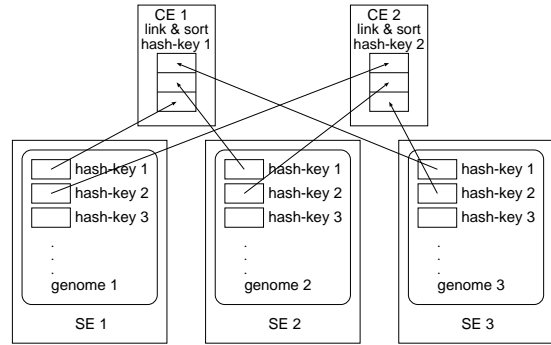 CE 1
link & sort
hash-key 1
CE 2
link & sort
hash-key 2
hash-key 1
hash-key 2
hash-key 3
.
.
.
genome 1
SE 1
hash-key 1
hash-key 2
hash-key 3
.
.
.
genome 2
SE 2
hash-key 1
hash-key 2
hash-key 3
.
.
.
genome 3
SE 3